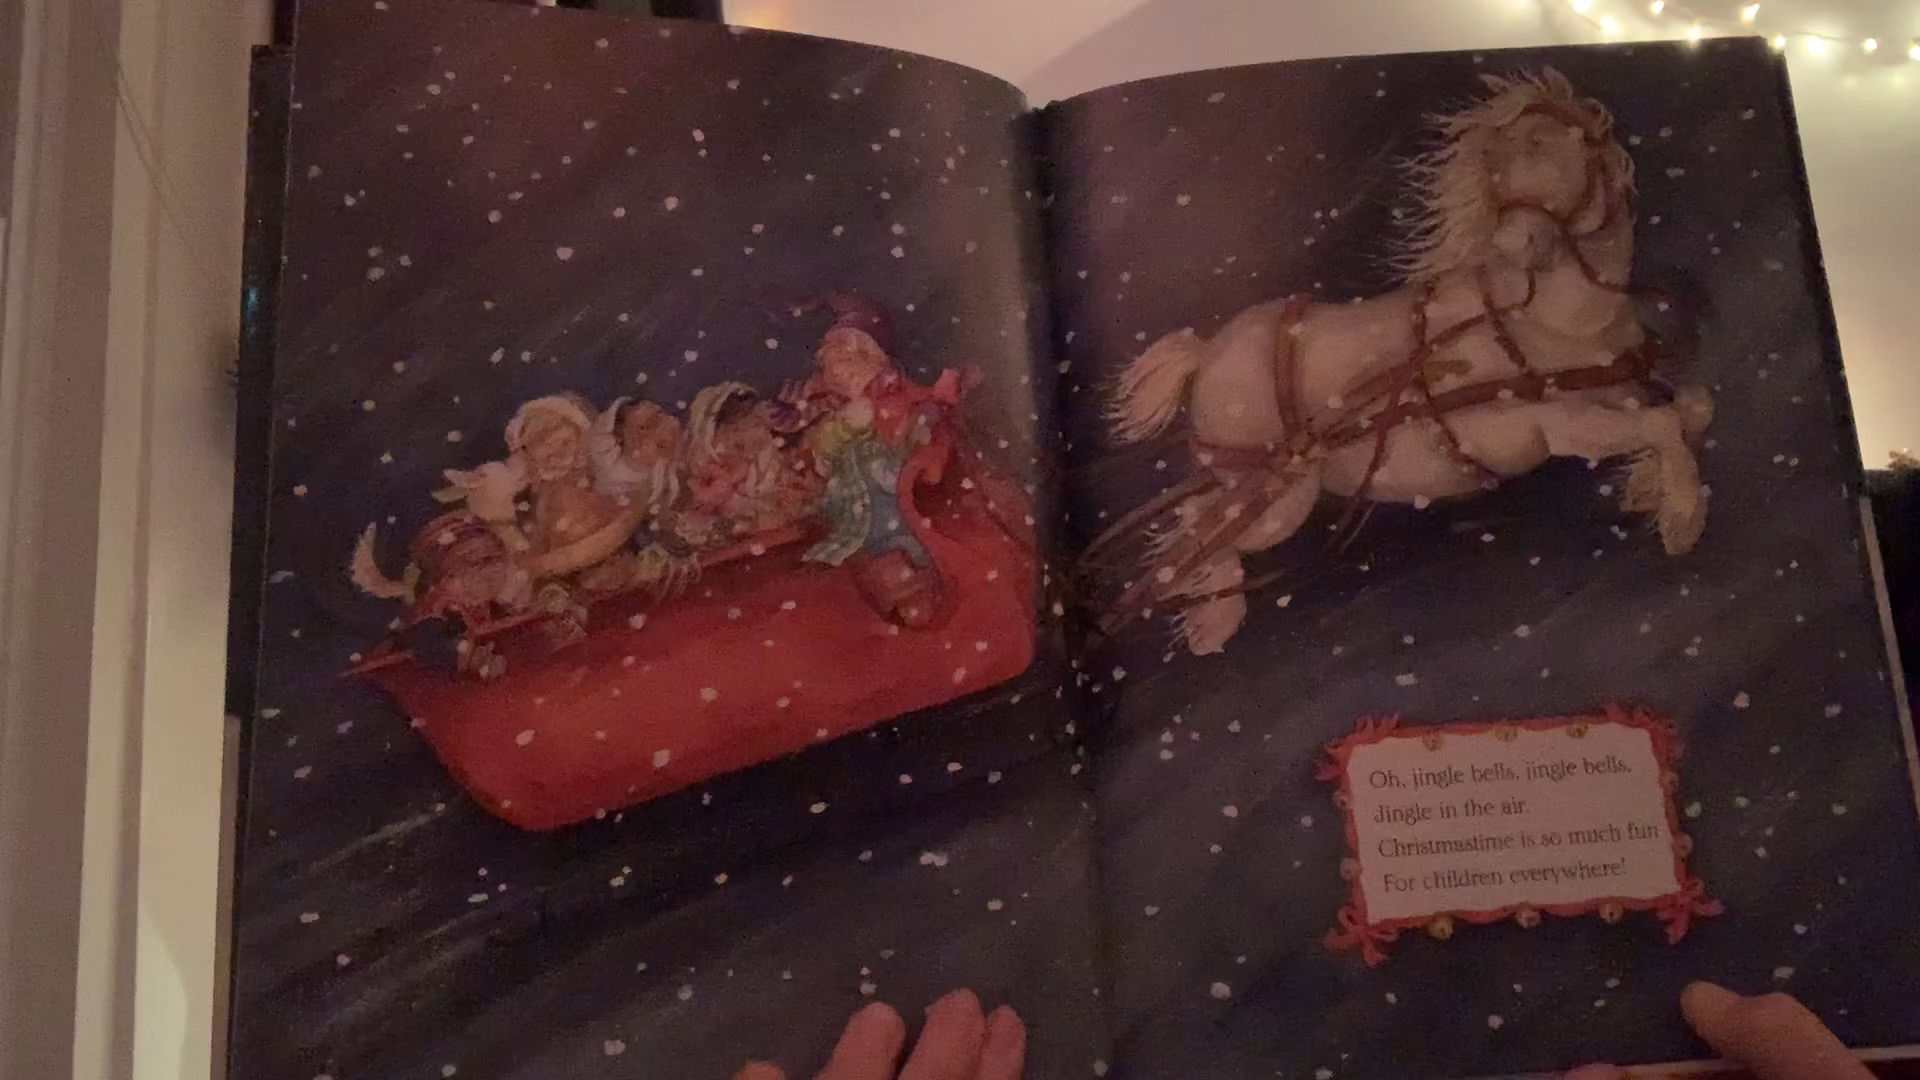 Oh, jingle bells, jingle bells,
Jingle in the air.
Christmastime is so much fun
For children everywhere!